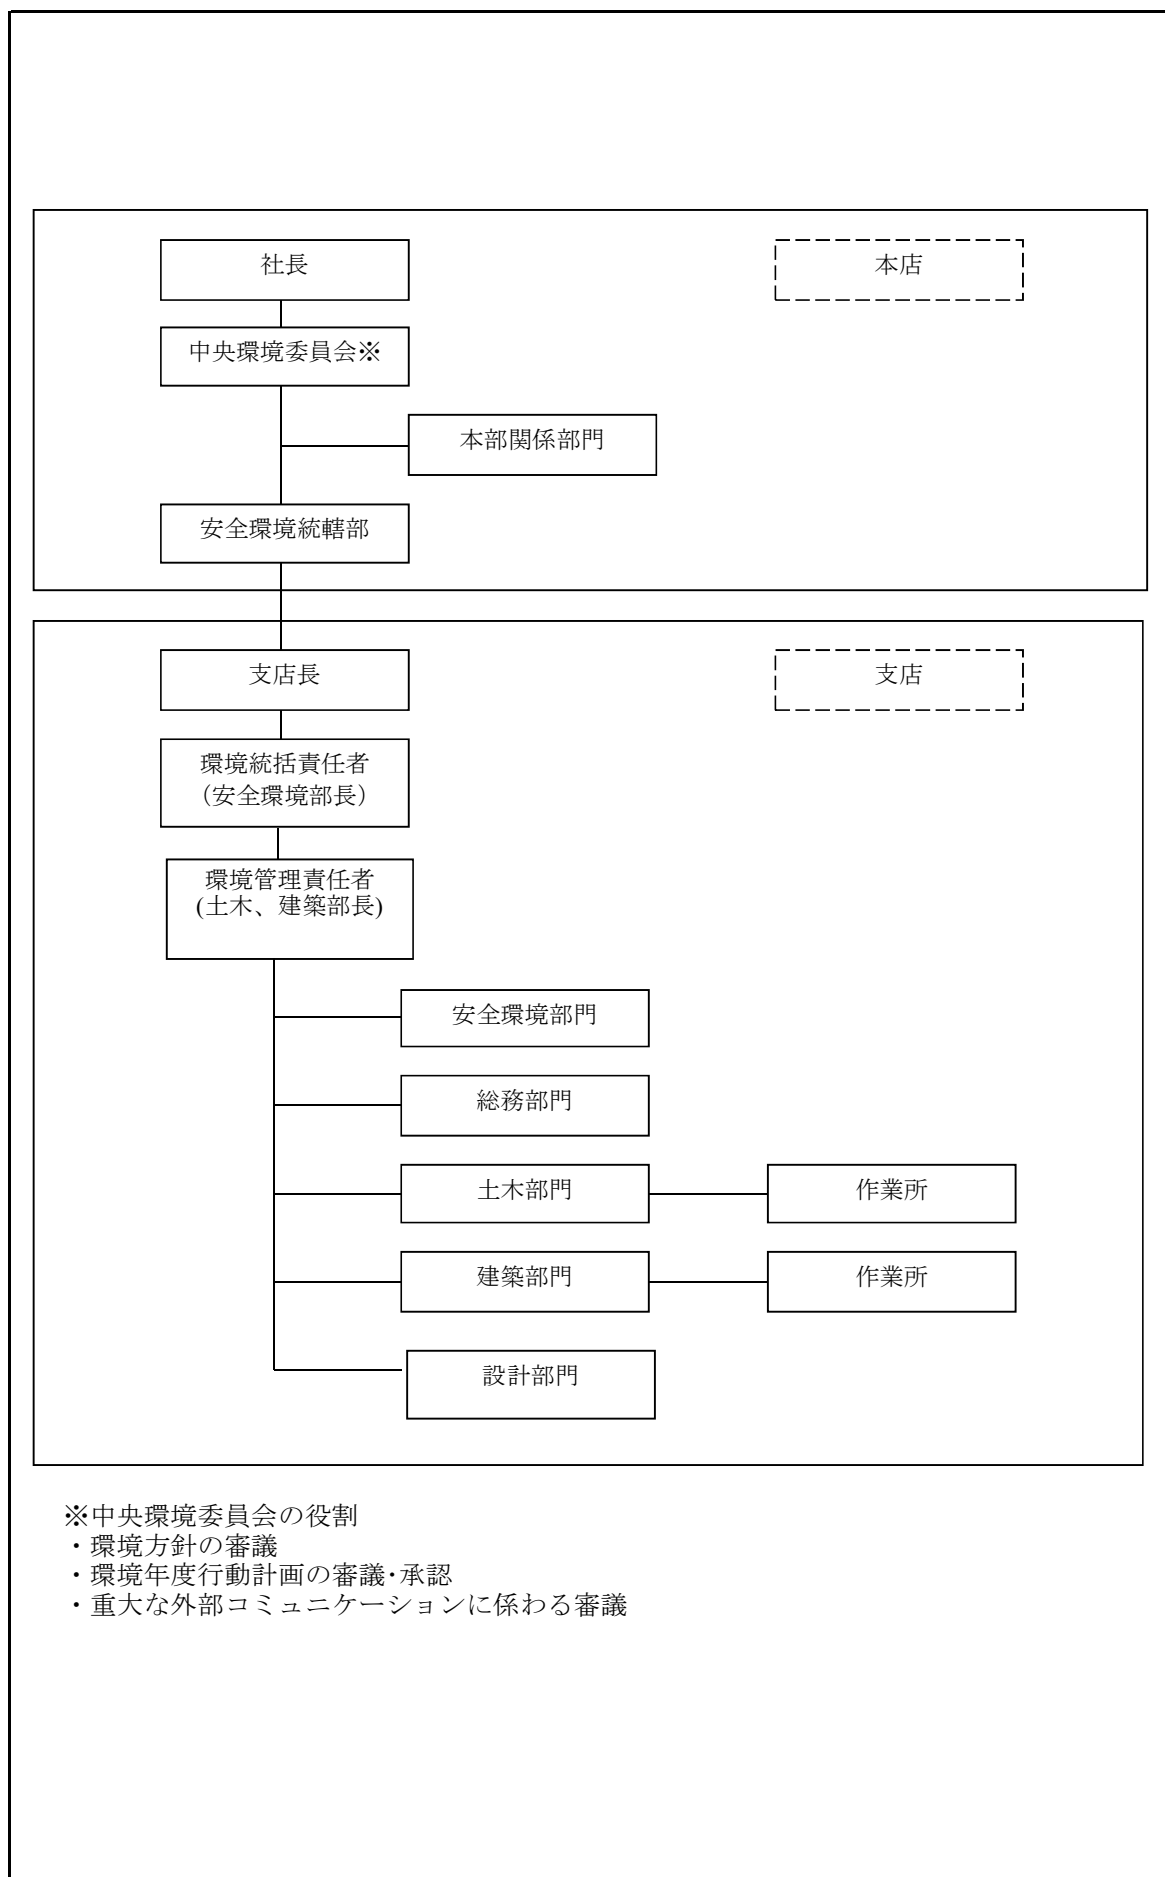 社長
本店
中央環境委員会※
本部関係部門
安全環境統轄部
支店長
支店
環境統括責任者
（安全環境部長）
環境管理責任者
(土木、建築部長)
安全環境部門
総務部門
土木部門
作業所
建築部門
作業所
設計部門
※中央環境委員会の役割
・環境方針の審議
・環境年度行動計画の審議･承認
・重大な外部コミュニケーションに係わる審議